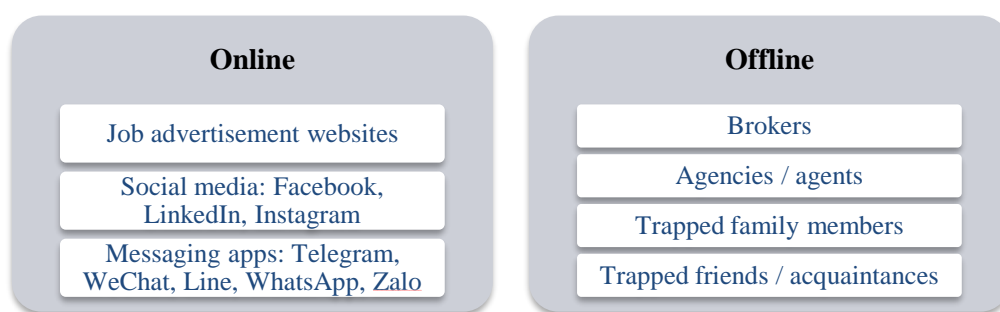 Online
Job advertisement websites
Social media: Facebook,
LinkedIn, Instagram
Messaging apps: Telegram,
WeChat, Line, WhatsApp, Zalo
Offline
Brokers
Agencies / agents
Trapped family members
Trapped friends / acquaintances